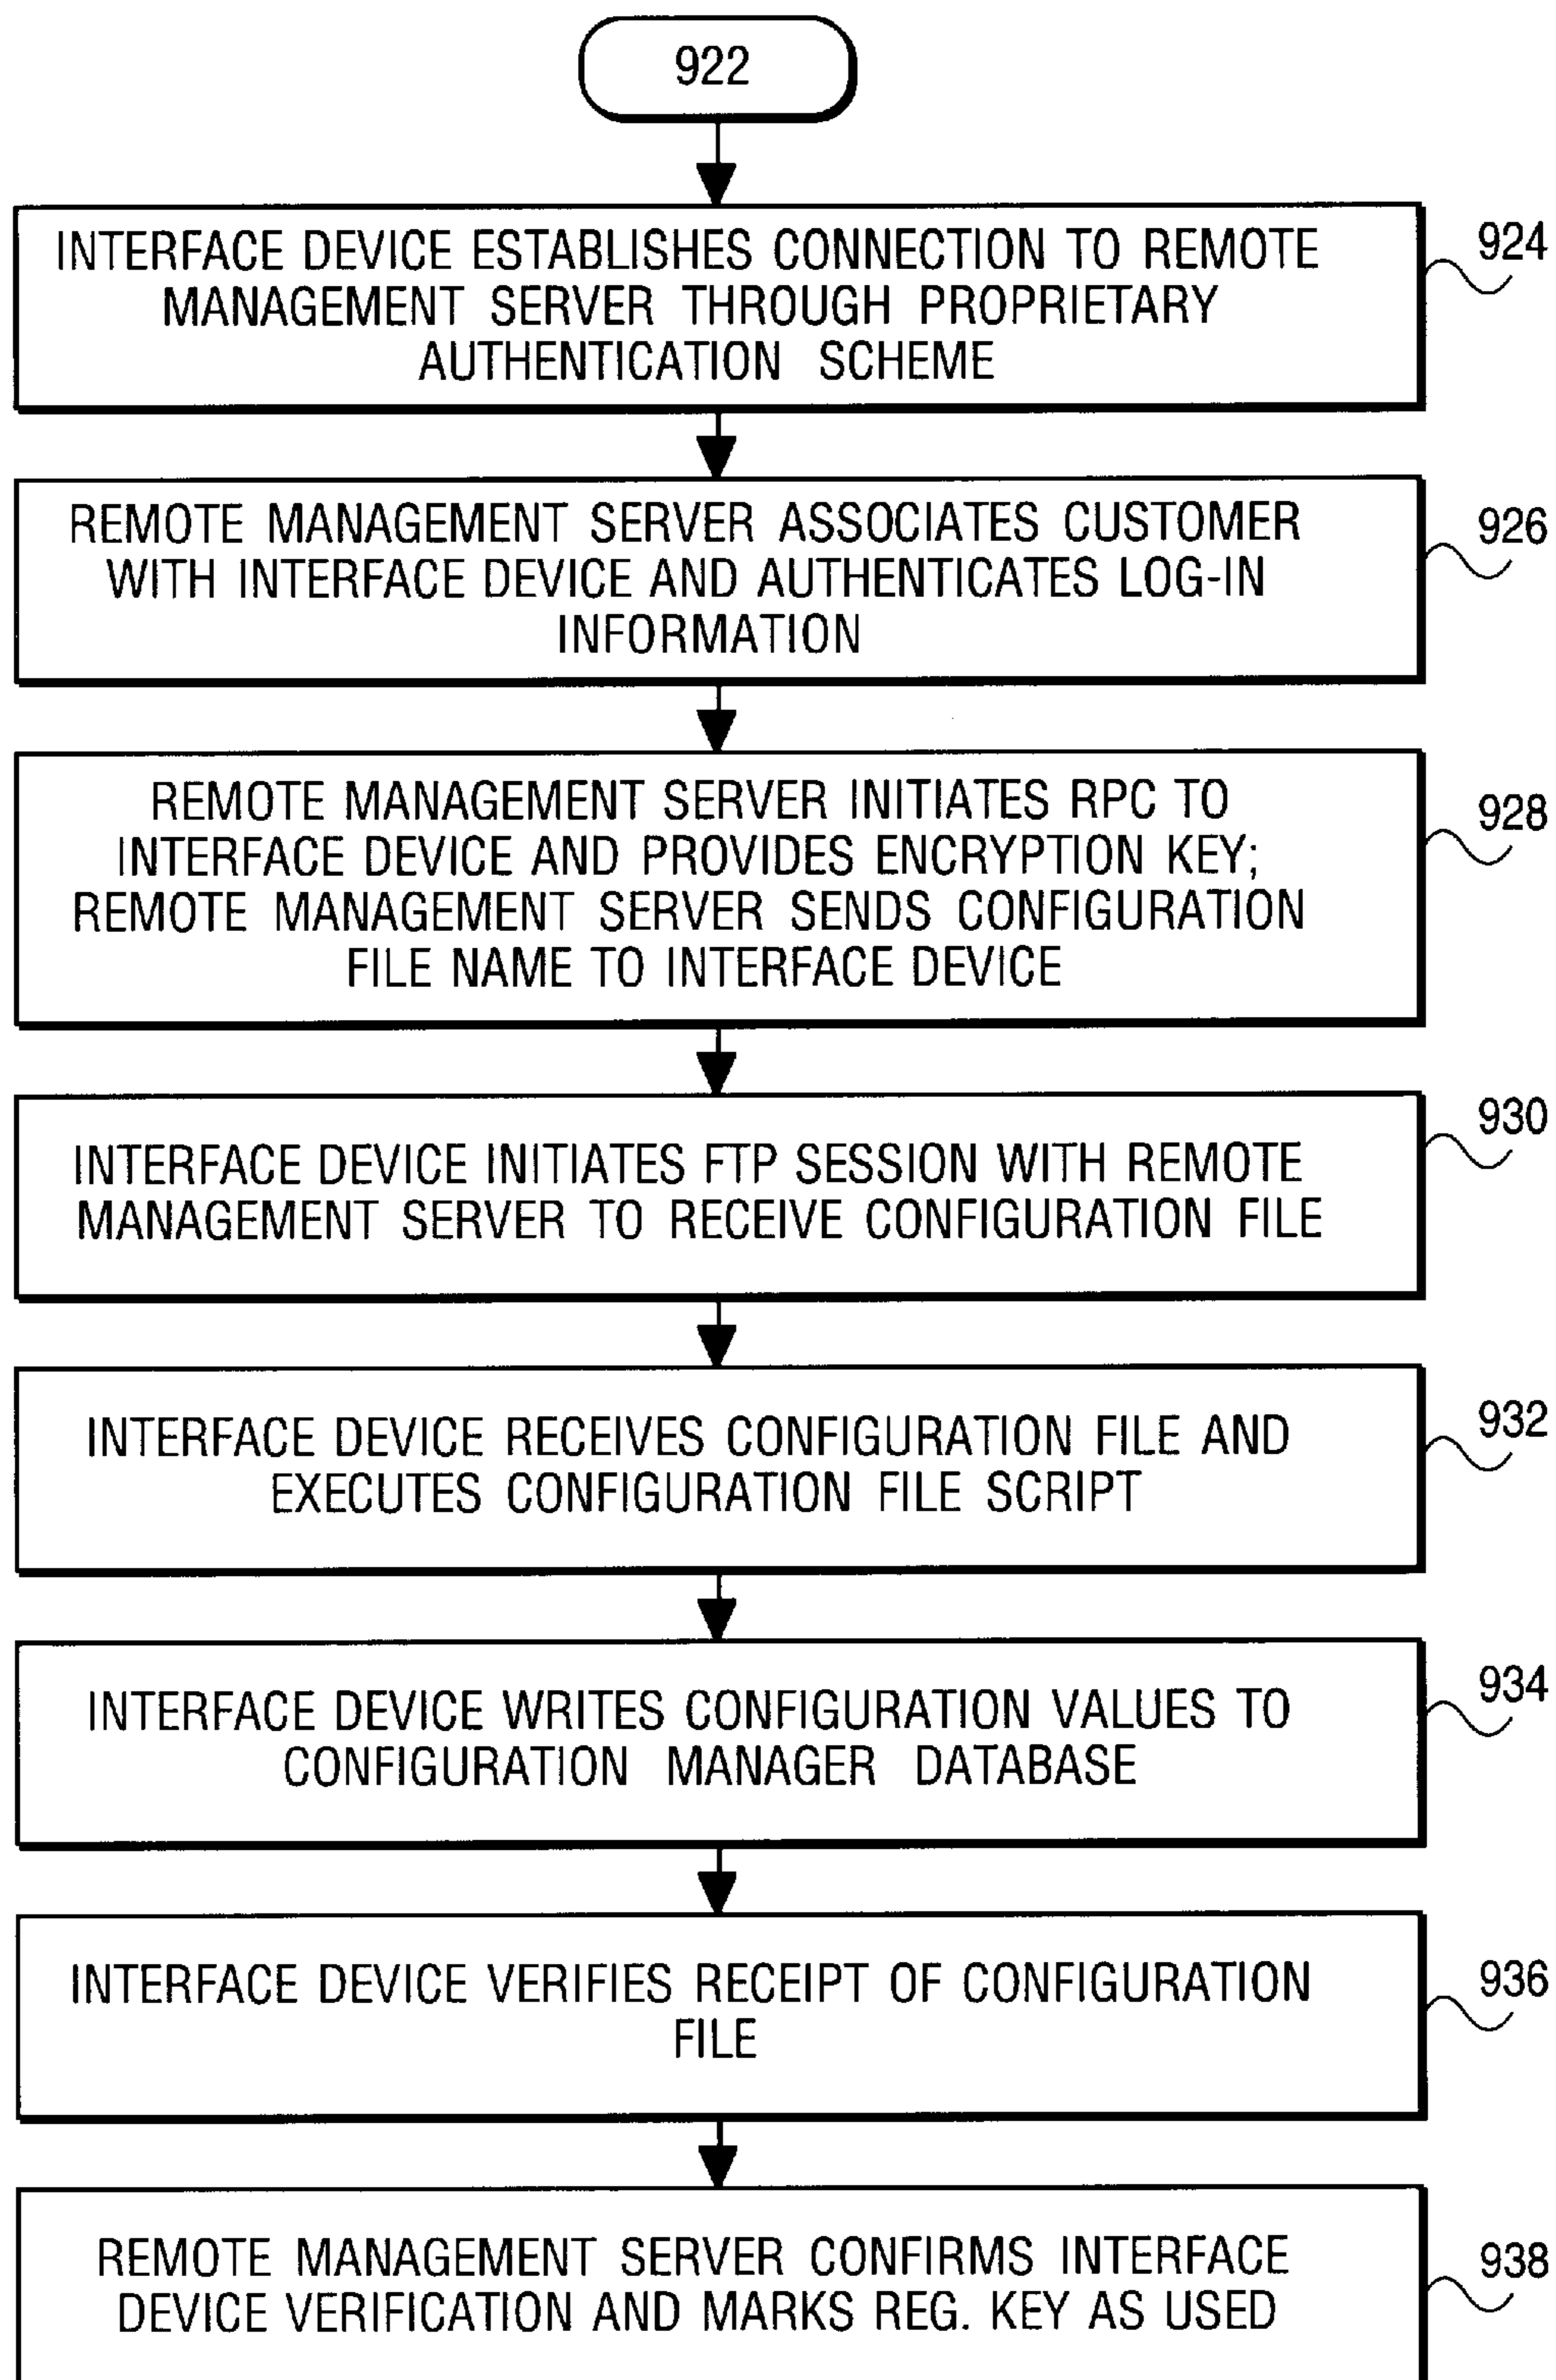 922
INTERFACE DEVICE ESTABLISHES CONNECTION TO REMOTE
MANAGEMENT SERVER THROUGH PROPRIETARY
AUTHENTICATION SCHEME
924
REMOTE MANAGEMENT SERVER ASSOCIATES CUSTOMER
WITH INTERFACE DEVICE AND AUTHENTICATES LOG-IN
INFORMATION
926
REMOTE MANAGEMENT SERVER INITIATES RPC TO
INTERFACE DEVICE AND PROVIDES ENCRYPTION KEY;
REMOTE MANAGEMENT SERVER SENDS CONFIGURATION
FILE NAME TO INTERFACE DEVICE
928
INTERFACE DEVICE INITIATES FTP SESSION WITH REMOTE
MANAGEMENT SERVER TO RECEIVE CONFIGURATION FILE
930
INTERFACE DEVICE RECEIVES CONFIGURATION FILE AND
EXECUTES CONFIGURATION FILE SCRIPT
932
INTERFACE DEVICE WRITES CONFIGURATION VALUES TO
CONFIGURATION MANAGER DATABASE
934
INTERFACE DEVICE VERIFIES RECEIPT OF CONFIGURATION
FILE
936
REMOTE MANAGEMENT SERVER CONFIRMS INTERFACE
DEVICE VERIFICATION AND MARKS REG. KEY AS USED
938